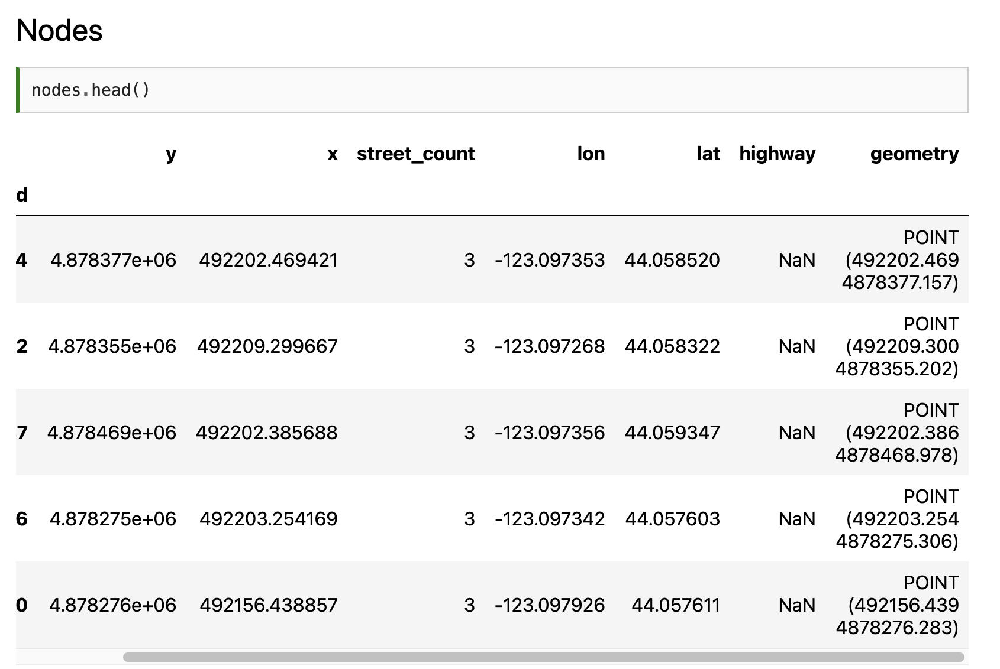 Nodes
nodes.head()
y x street_count lon lat highway geometry
d
4 4.878377e+06 492202.469421 3 -123.097353 44.058520 NaN POINT (492202.469 4878377.157)
2 4.878355e+06 492209.299667 3 -123.097268 44.058322 NaN POINT (492209.300 4878355.202)
7 4.878469e+06 492202.385688 3 -123.097356 44.059347 NaN POINT (492202.386 4878468.978)
6 4.878275e+06 492203.254169 3 -123.097342 44.057603 NaN POINT (492203.254 4878275.306)
0 4.878276e+06 492156.438857 3 -123.097926 44.057611 NaN POINT (492156.439 4878276.283)